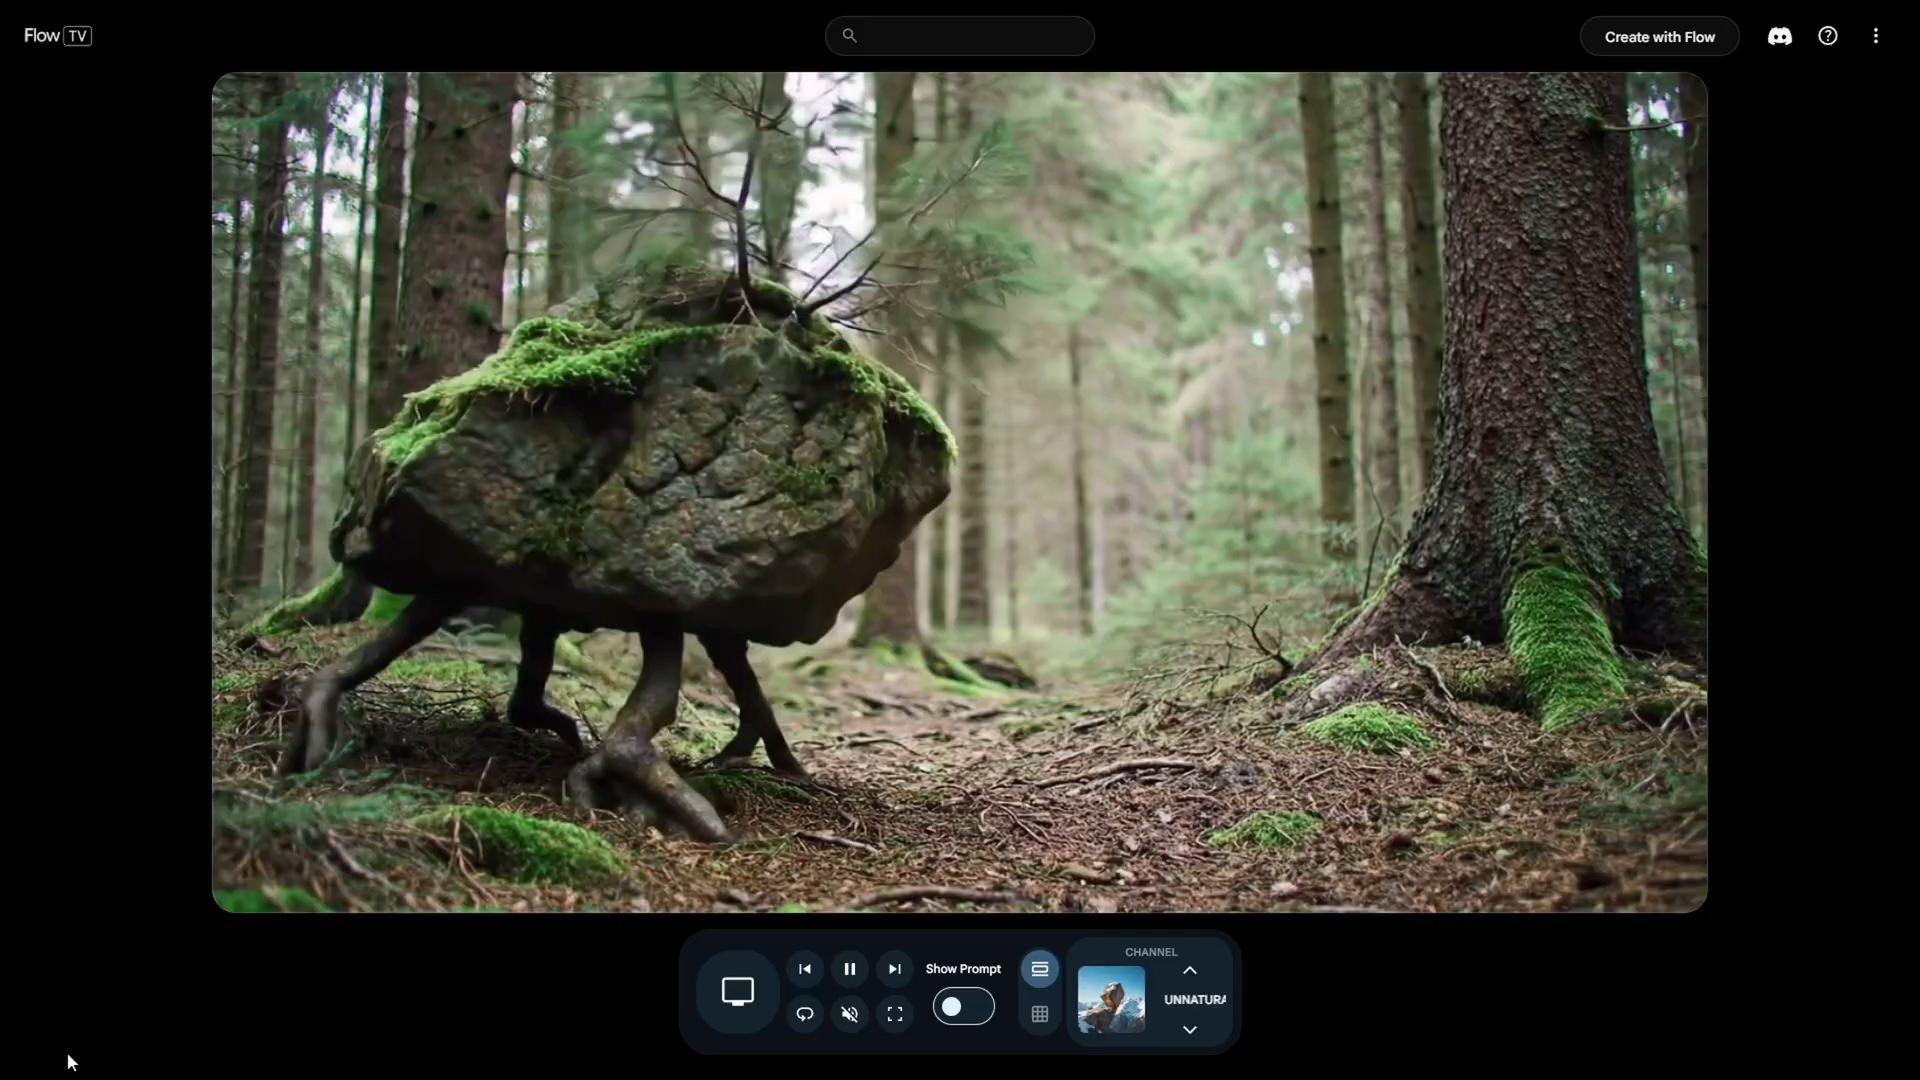 Flow TV
Create with Flow
Show Prompt
CHANNEL
UNNATURA